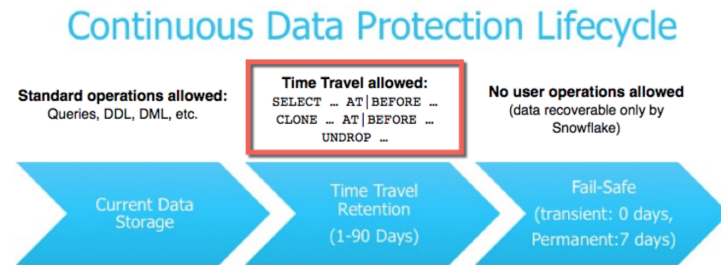 Continuous Data Protection Lifecycle
Standard operations allowed:
Queries, DDL, DML, etc.
Time Travel allowed:
SELECT … AT|BEFORE …
CLONE … AT|BEFORE …
UNDROP …
No user operations allowed
(data recoverable only by
Snowflake)
Current Data
Storage
Time Travel
Retention
(1-90 Days)
Fail-Safe
(transient: 0 days,
Permanent:7 days)